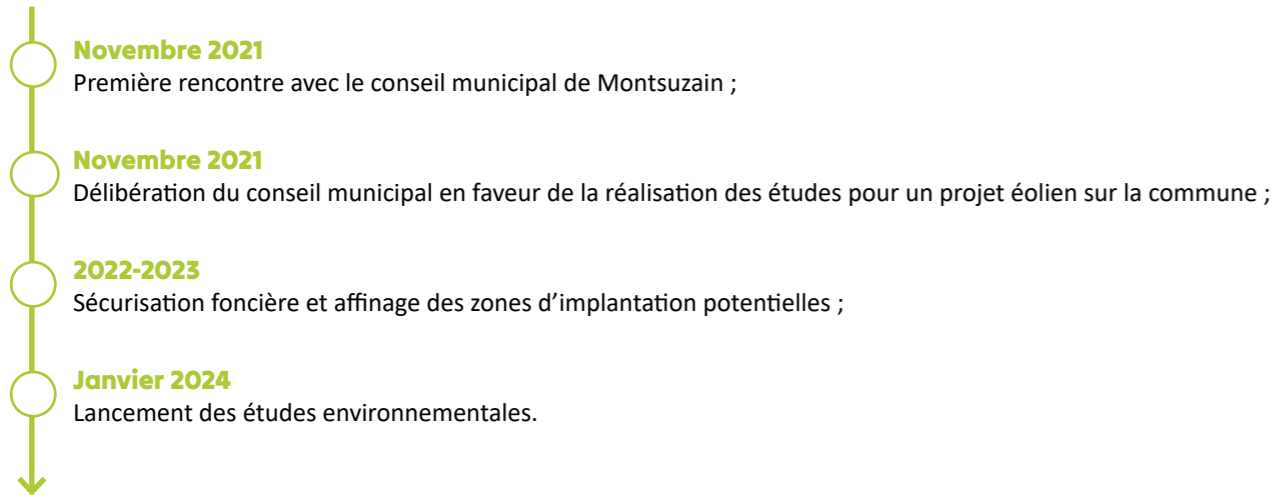 Novembre 2021
Première rencontre avec le conseil municipal de Montsuzain ;
Novembre 2021
Délibération du conseil municipal en faveur de la réalisation des études pour un projet éolien sur la commune ;
2022-2023
Sécurisation foncière et affinage des zones d’implantation potentielles ;
Janvier 2024
Lancement des études environnementales.